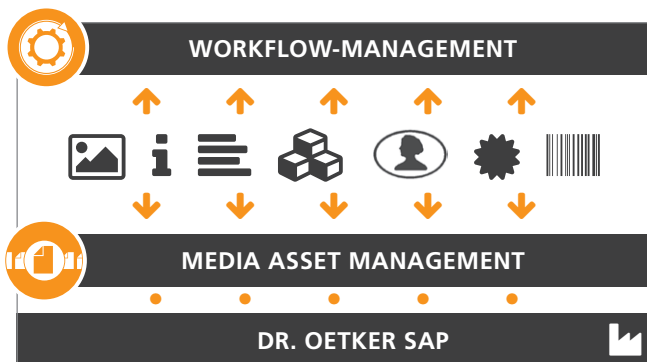 WORKFLOW-MANAGEMENT
MEDIA ASSET MANAGEMENT
DR. OETKER SAP